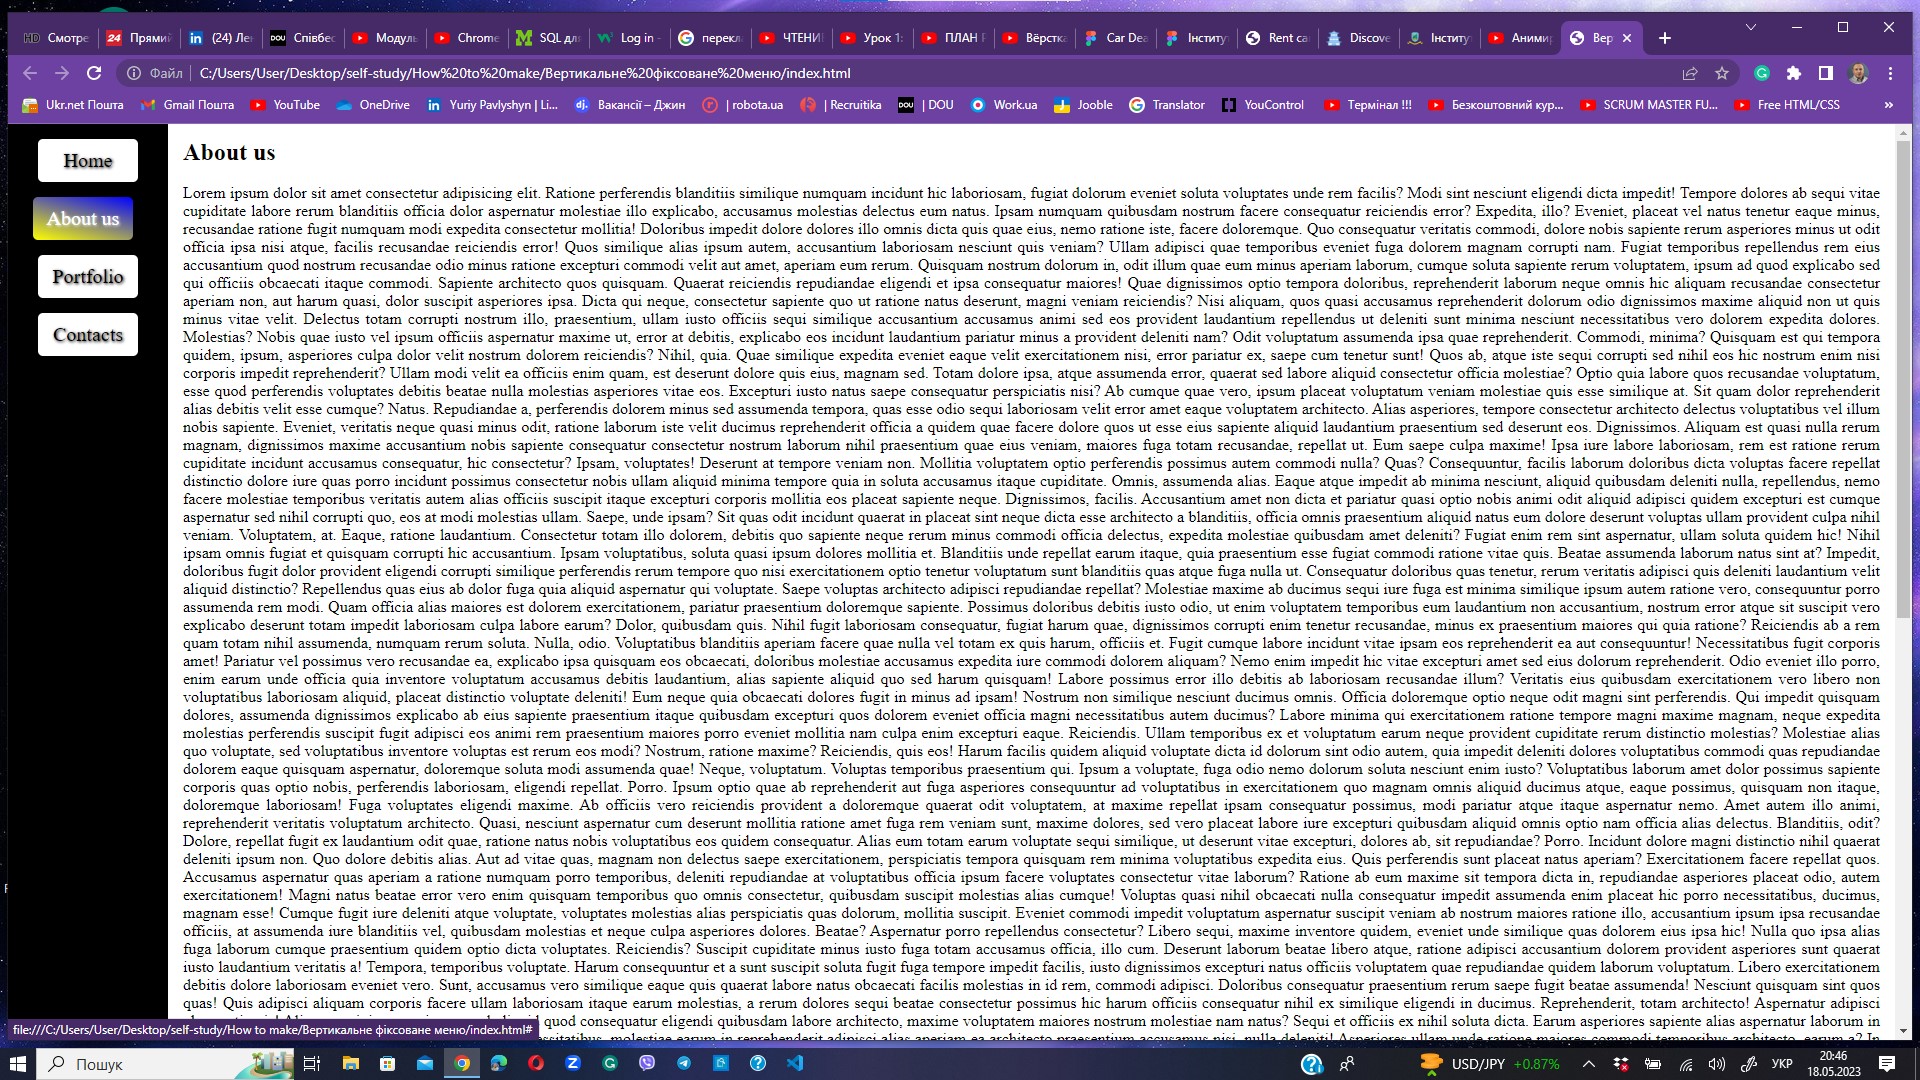 Смотре
Прямий
(24) Ле
Співбес
Модуль
Chrome
SQL для
Log in -
перекл
ЧТЕНИ
Урок 1:
ПЛАН Р
Вёрстка
Car Dea
Інститу
Rent ca
Discove
Інститу
Аними
Вер
Файл
C:/Users/User/Desktop/self-study/How%20to%20make/Вертикальне%20фіксоване%20меню/index.html
Ukr.net Пошта
Gmail Пошта
YouTube
OneDrive
Yuriy Pavlyshyn | Li...
Вакансії – Джин
| robota.ua
| Recruitika
| DOU
Work.ua
Jooble
Translator
YouControl
Термінал !!!
Безкоштовний кур...
SCRUM MASTER FU...
Free HTML/CSS
Home
About us
Portfolio
Contacts
About us
Lorem ipsum dolor sit amet consectetur adipisicing elit. Ratione perferendis blanditiis similique numquam incidunt hic laboriosam, fugiat dolorum eveniet soluta voluptates unde rem facilis? Modi sint nesciunt eligendi dicta impedit! Tempore dolores ab sequi vitae
cupiditate labore rerum blanditiis officia dolor aspernatur molestiae illo explicabo, accusamus molestias delectus eum natus. Ipsam numquam quibusdam nostrum facere consequatur reiciendis error? Expedita, illo? Eveniet, placeat vel natus tenetur eaque minus,
recusandae ratione fugit numquam modi expedita consectetur mollitia! Doloribus impedit dolore dolores illo omnis dicta quis quae eius, nemo ratione iste, facere doloremque. Quo consequatur veritatis commodi, dolore nobis sapiente rerum asperiores minus ut odit
officia ipsa nisi atque, facilis recusandae reiciendis error! Quos similique alias ipsum autem, accusantium laboriosam nesciunt quis veniam? Ullam adipisci quae temporibus eveniet fuga dolorem magnam corrupti nam. Fugiat temporibus repellendus rem eius
accusantium quod nostrum recusandae odio minus ratione excepturi commodi velit aut amet, aperiam eum rerum. Quisquam nostrum dolorum in, odit illum quae eum minus aperiam laborum, cumque soluta sapiente rerum voluptatem, ipsum ad quod explicabo sed
qui officiis obcaecati itaque commodi. Sapiente architecto quos quisquam. Quaerat reiciendis repudiandae eligendi et ipsa consequatur maiores! Quae dignissimos optio tempora doloribus, reprehenderit laborum neque omnis hic aliquam recusandae consectetur
aperiam non, aut harum quasi, dolor suscipit asperiores ipsa. Dicta qui neque, consectetur sapiente quo ut ratione natus deserunt, magni veniam reiciendis? Nisi aliquam, quos quasi accusamus reprehenderit dolorum odio dignissimos maxime aliquid non ut quis
minus vitae velit. Delectus totam corrupti nostrum illo, praesentium, ullam iusto officiis sequi similique accusantium accusamus animi sed eos provident laudantium repellendus ut deleniti sunt minima nesciunt necessitatibus vero dolorem expedita dolores.
Molestias? Nobis quae iusto vel ipsum officiis aspernatur maxime ut, error at debitis, explicabo eos incidunt laudantium pariatur minus a provident deleniti nam? Odit voluptatum assumenda ipsa quae reprehenderit. Commodi, minima? Quisquam est qui tempora
quidem, ipsum, asperiores culpa dolor velit nostrum dolorem reiciendis? Nihil, quia. Quae similique expedita eveniet eaque velit exercitationem nisi, error pariatur ex, saepe cum tenetur sunt! Quos ab, atque iste sequi corrupti sed nihil eos hic nostrum enim nisi
corporis impedit reprehenderit? Ullam modi velit ea officiis enim quam, est deserunt dolore quis eius, magnam sed. Totam dolore ipsa, atque assumenda error, quaerat sed labore aliquid consectetur officia molestiae? Optio quia labore quos recusandae voluptatum,
esse quod perferendis voluptates debitis beatae nulla molestias asperiores vitae eos. Excepturi iusto natus saepe consequatur perspiciatis nisi? Ab cumque quae vero, ipsum placeat voluptatum veniam molestiae quis esse similique at. Sit quam dolor reprehenderit
alias debitis velit esse cumque? Natus. Repudiandae a, perferendis dolorem minus sed assumenda tempora, quas esse odio sequi laboriosam velit error amet eaque voluptatem architecto. Alias asperiores, tempore consectetur architecto delectus voluptatibus vel illum
nobis sapiente. Eveniet, veritatis neque quasi minus odit, ratione laborum iste velit ducimus reprehenderit officia a quidem quae facere dolore quos ut esse eius sapiente aliquid laudantium praesentium sed deserunt eos. Dignissimos. Aliquam est quasi nulla rerum
magnam, dignissimos maxime accusantium nobis sapiente consequatur consectetur nostrum laborum nihil praesentium quae eius veniam, maiores fuga totam recusandae, repellat ut. Eum saepe culpa maxime! Ipsa iure labore laboriosam, rem est ratione rerum
cupiditate incidunt accusamus consequatur, hic consectetur? Ipsam, voluptates! Deserunt at tempore veniam non. Mollitia voluptatem optio perferendis possimus autem commodi nulla? Quas? Consequuntur, facilis laborum doloribus dicta voluptas facere repellat
distinctio dolore iure quas porro incidunt possimus consectetur nobis ullam aliquid minima tempore quia in soluta accusamus itaque cupiditate. Omnis, assumenda alias. Eaque atque impedit ab minima nesciunt, aliquid quibusdam deleniti nulla, repellendus, nemo
facere molestiae temporibus veritatis autem alias officiis suscipit itaque excepturi corporis mollitia eos placeat sapiente neque. Dignissimos, facilis. Accusantium amet non dicta et pariatur quasi optio nobis animi odit aliquid adipisci quidem excepturi est cumque
aspernatur sed nihil corrupti quo, eos at modi molestias ullam. Saepe, unde ipsam? Sit quas odit incidunt quaerat in placeat sint neque dicta esse architecto a blanditiis, officia omnis praesentium aliquid natus eum dolore deserunt voluptas ullam provident culpa nihil
veniam. Voluptatem, at. Eaque, ratione laudantium. Consectetur totam illo dolorem, debitis quo sapiente neque rerum minus commodi officia delectus, expedita molestiae quibusdam amet deleniti? Fugiat enim rem sint aspernatur, ullam soluta quidem hic! Nihil
ipsam omnis fugiat et quisquam corrupti hic accusantium. Ipsam voluptatibus, soluta quasi ipsum dolores mollitia et. Blanditiis unde repellat earum itaque, quia praesentium esse fugiat commodi ratione vitae quis. Beatae assumenda laborum natus sint at? Impedit,
doloribus fugit dolor provident eligendi corrupti similique perferendis rerum tempore quo nisi exercitationem optio tenetur voluptatum sunt blanditiis quas atque fuga nulla ut. Consequatur doloribus quas tenetur, rerum veritatis adipisci quis deleniti laudantium velit
aliquid distinctio? Repellendus quas eius ab dolor fuga quia aliquid aspernatur qui voluptate. Saepe voluptas architecto adipisci repudiandae repellat? Molestiae maxime ab ducimus sequi iure fuga est minima similique ipsum autem ratione vero, consequuntur porro
assumenda rem modi. Quam officia alias maiores est dolorem exercitationem, pariatur praesentium doloremque sapiente. Possimus doloribus debitis iusto odio, ut enim voluptatem temporibus eum laudantium non accusantium, nostrum error atque sit suscipit vero
explicabo deserunt totam impedit laboriosam culpa labore earum? Dolor, quibusdam quis. Nihil fugit laboriosam consequatur, fugiat harum quae, dignissimos corrupti enim tenetur recusandae, minus ex praesentium maiores qui quia ratione? Reiciendis ab a rem
quam totam nihil assumenda, numquam rerum soluta. Nulla, odio. Voluptatibus blanditiis aperiam facere quae nulla vel totam ex quis harum, officiis et. Fugit cumque labore incidunt vitae ipsam eos reprehenderit ea aut consequuntur! Necessitatibus fugit corporis
amet! Pariatur vel possimus vero recusandae ea, explicabo ipsa quisquam eos obcaecati, doloribus molestiae accusamus expedita iure commodi dolorem aliquam? Nemo enim impedit hic vitae excepturi amet sed eius dolorum reprehenderit. Odio eveniet illo porro,
enim earum unde officia quia inventore voluptatum accusamus debitis laudantium, alias sapiente aliquid quo sed harum quisquam! Labore possimus error illo debitis ab laboriosam recusandae illum? Veritatis eius quibusdam exercitationem vero libero non
voluptatibus laboriosam aliquid, placeat distinctio voluptate deleniti! Eum neque quia obcaecati dolores fugit in minus ad ipsam! Nostrum non similique nesciunt ducimus omnis. Officia doloremque optio neque odit magni sint perferendis. Qui impedit quisquam
dolores, assumenda dignissimos explicabo ab eius sapiente praesentium itaque quibusdam excepturi quos dolorem eveniet officia magni necessitatibus autem ducimus? Labore minima qui exercitationem ratione tempore magni maxime magnam, neque expedita
molestias perferendis suscipit fugit adipisci eos animi rem praesentium maiores porro eveniet mollitia nam culpa enim excepturi eaque. Reiciendis. Ullam temporibus ex et voluptatum earum neque provident cupiditate rerum distinctio molestias? Molestiae alias
quo voluptate, sed voluptatibus inventore voluptas est rerum eos modi? Nostrum, ratione maxime? Reiciendis, quis eos! Harum facilis quidem aliquid voluptate dicta id dolorum sint odio autem, quia impedit deleniti dolores voluptatibus commodi quas repudiandae
dolorem eaque quisquam aspernatur, doloremque soluta modi assumenda quae! Neque, voluptatum. Voluptas temporibus praesentium qui. Ipsum a voluptate, fuga odio nemo dolorum soluta nesciunt enim iusto? Voluptatibus laborum amet dolor possimus sapiente
corporis quas optio nobis, perferendis laboriosam, eligendi repellat. Porro. Ipsum optio quae ab reprehenderit aut fuga asperiores consequuntur ad voluptatibus in exercitationem quo magnam omnis aliquid ducimus atque, eaque possimus, quisquam non itaque,
doloremque laboriosam! Fuga voluptates eligendi maxime. Ab officiis vero reiciendis provident a doloremque quaerat odit voluptatem, at maxime repellat ipsam consequatur possimus, modi pariatur atque itaque aspernatur nemo. Amet autem illo animi,
reprehenderit veritatis voluptatum architecto. Quasi, nesciunt aspernatur cum deserunt mollitia ratione amet fuga rem veniam sunt, maxime dolores, sed vero placeat labore iure excepturi quibusdam aliquid omnis optio nam officia alias delectus. Blanditiis, odit?
Dolore, repellat fugit ex laudantium odit quae, ratione natus nobis voluptatibus eos quidem consequatur. Alias eum totam earum voluptate sequi similique, ut deserunt vitae excepturi, dolores ab, sit repudiandae? Porro. Incidunt dolore magni distinctio nihil quaerat
deleniti ipsum non. Quo dolore debitis alias. Aut ad vitae quas, magnam non delectus saepe exercitationem, perspiciatis tempora quisquam rem minima voluptatibus expedita eius. Quis perferendis sunt placeat natus aperiam? Exercitationem facere repellat quos.
Accusamus aspernatur quas aperiam a ratione numquam porro temporibus, deleniti repudiandae at voluptatibus officia ipsum facere voluptates consectetur vitae laborum? Ratione ab eum maxime sit tempora dicta in, repudiandae asperiores placeat odio, autem
exercitationem! Magni natus beatae error vero enim quisquam temporibus quo omnis consectetur, quibusdam suscipit molestias alias cumque! Voluptas quasi nihil obcaecati nulla consequatur impedit assumenda enim placeat hic porro necessitatibus, ducimus,
magnam esse! Cumque fugit iure deleniti atque voluptate, voluptates molestias alias perspiciatis quas dolorum, mollitia suscipit. Eveniet commodi impedit voluptatum aspernatur suscipit veniam ab nostrum maiores ratione illo, accusantium ipsum ipsa recusandae
officiis, at assumenda iure blanditiis vel, quibusdam molestias et neque culpa asperiores dolores. Beatae? Aspernatur porro repellendus consectetur? Libero sequi, maxime inventore quidem, eveniet unde similique quas dolorem eius ipsa hic! Nulla quo ipsa alias
fuga laborum cumque praesentium quidem optio dicta voluptates. Reiciendis? Suscipit cupiditate minus iusto fuga totam accusamus officia, illo cum. Deserunt laborum beatae libero atque, ratione adipisci accusantium dolorem provident asperiores sunt quaerat
iusto laudantium veritatis a! Tempora, temporibus voluptate. Harum consequuntur et a sunt suscipit soluta fugit fuga tempore impedit facilis, iusto dignissimos excepturi natus officiis voluptatem quae repudiandae quidem laborum voluptatum. Libero exercitationem
debitis dolore laboriosam eveniet vero. Sunt, accusamus vero similique eaque quis quaerat labore natus obcaecati facilis molestias in id rem, commodi adipisci. Doloribus consequatur praesentium rerum saepe fugit beatae assumenda! Nesciunt quisquam sint quos
quas! Quis adipisci aliquam corporis facere ullam laboriosam itaque earum molestias, a rerum dolores sequi beatae consectetur possimus hic harum officiis consequatur nihil ex similique eligendi in ducimus. Reprehenderit, totam architecto! Aspernatur adipisci
quod consequatur eligendi quibusdam labore architecto, maxime voluptatem maiores nostrum molestiae nam natus? Sequi et officiis ex nihil soluta dicta. Earum asperiores sapiente alias aspernatur laborum in
file:///C:/Users/User/Desktop/self-study/How to make/Вертикальне фіксоване меню/index.html#
Пошук
USD/JPY +0.87%
УКР
20:46
18.05.2023